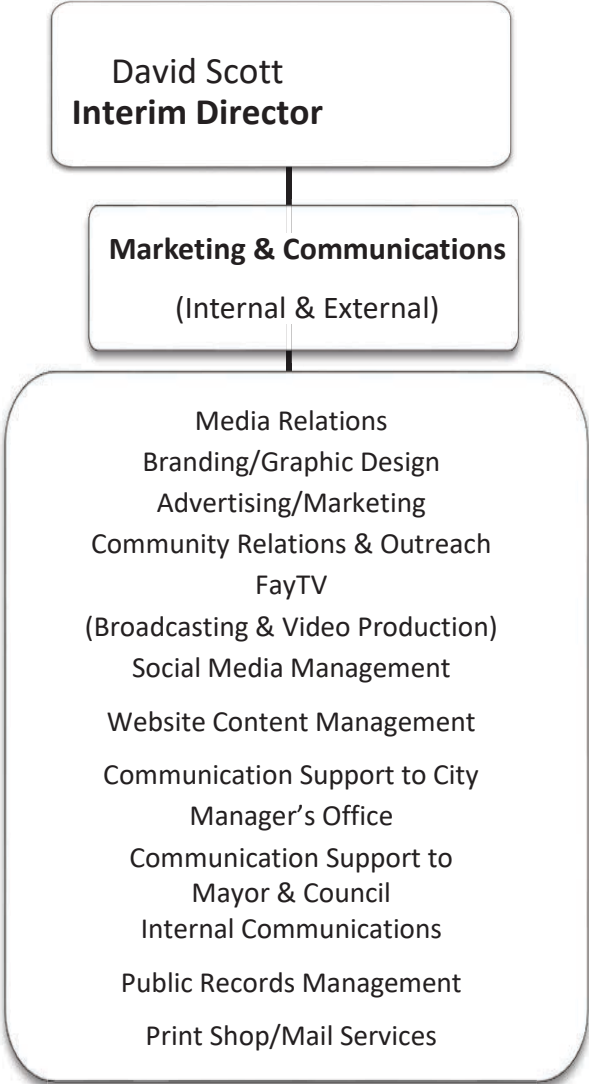 David Scott
Interim Director
Marketing & Communications
(Internal & External)
Media Relations
Branding/Graphic Design
Advertising/Marketing
Community Relations & Outreach
FayTV
(Broadcasting & Video Production)
Social Media Management
Website Content Management
Communication Support to City
Manager’s Office
Communication Support to
Mayor & Council
Internal Communications
Public Records Management
Print Shop/Mail Services